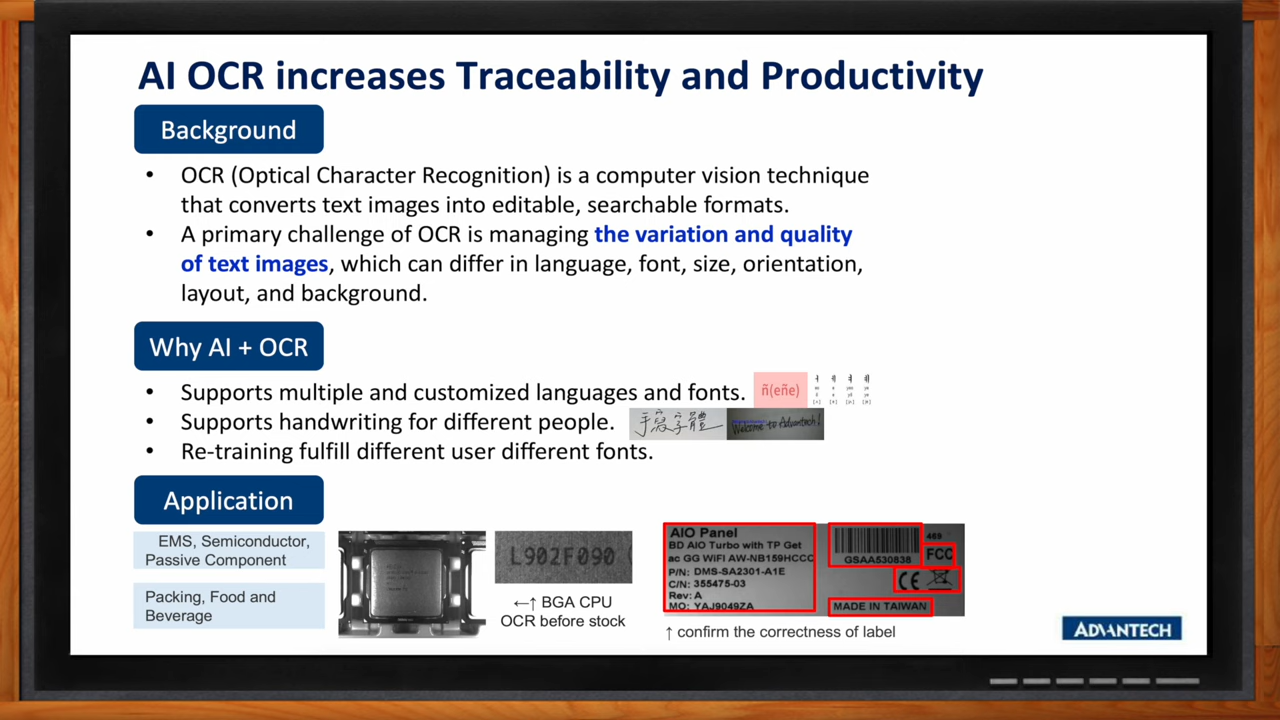 AI OCR increases Traceability and Productivity
Background
• OCR (Optical Character Recognition) is a computer vision technique
that converts text images into editable, searchable formats.
• A primary challenge of OCR is managing the variation and quality
of text images, which can differ in language, font, size, orientation,
layout, and background.
Why AI + OCR
• Supports multiple and customized languages and fonts.
ñ(eñe)
• Supports handwriting for different people.
手寫字體
Welcome to Advantech!
• Re-training fulfill different user different fonts.
Application
EMS, Semiconductor,
Passive Component
Packing, Food and
Beverage
L902F090
←↑ BGA CPU
OCR before stock
AIO Panel
BD AIO Turbo with TP Get
ac GG WiFi AW-NB159HCCC
P/N: DMS-SA2301-A1E
C/N: 355475-03
Rev: A
MO: YAJ9049ZA
469
GSAA530838
FCC
CE
MADE IN TAIWAN
↑ confirm the correctness of label
ADVANTECH